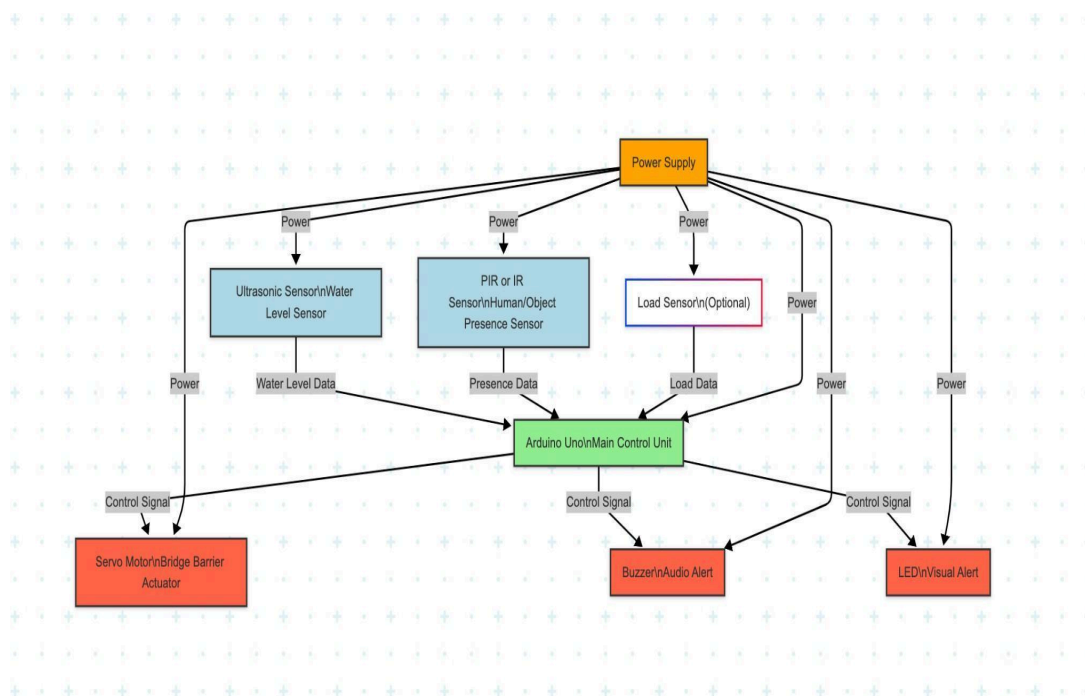 Power Supply
Power
Power
Power
Ultrasonic Sensor\nWater
Level Sensor
PIR or IR
Sensor\nHuman/Object
Presence Sensor
Load Sensor\n(Optional)
Power
Power
Water Level Data
Presence Data
Load Data
Power
Power
Arduino Uno\nMain Control Unit
Control Signal
Control Signal
Control Signal
Servo Motor\nBridge Barrier
Actuator
Buzzer\nAudio Alert
LED\nVisual Alert